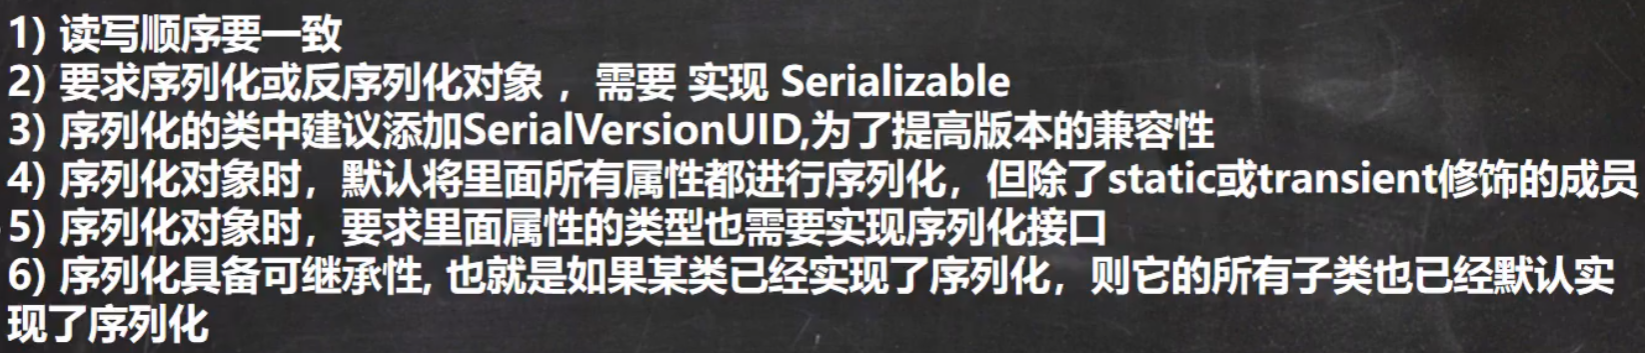 1) 读写顺序要一致
2) 要求序列化或反序列化对象 ，需要 实现 Serializable
3) 序列化的类中建议添加SerialVersionUID,为了提高版本的兼容性
4) 序列化对象时，默认将里面所有属性都进行序列化，但除了static或transient修饰的成员
5) 序列化对象时，要求里面属性的类型也需要实现序列化接口
6) 序列化具备可继承性, 也就是如果某类已经实现了序列化，则它的所有子类也已经默认实
现了序列化